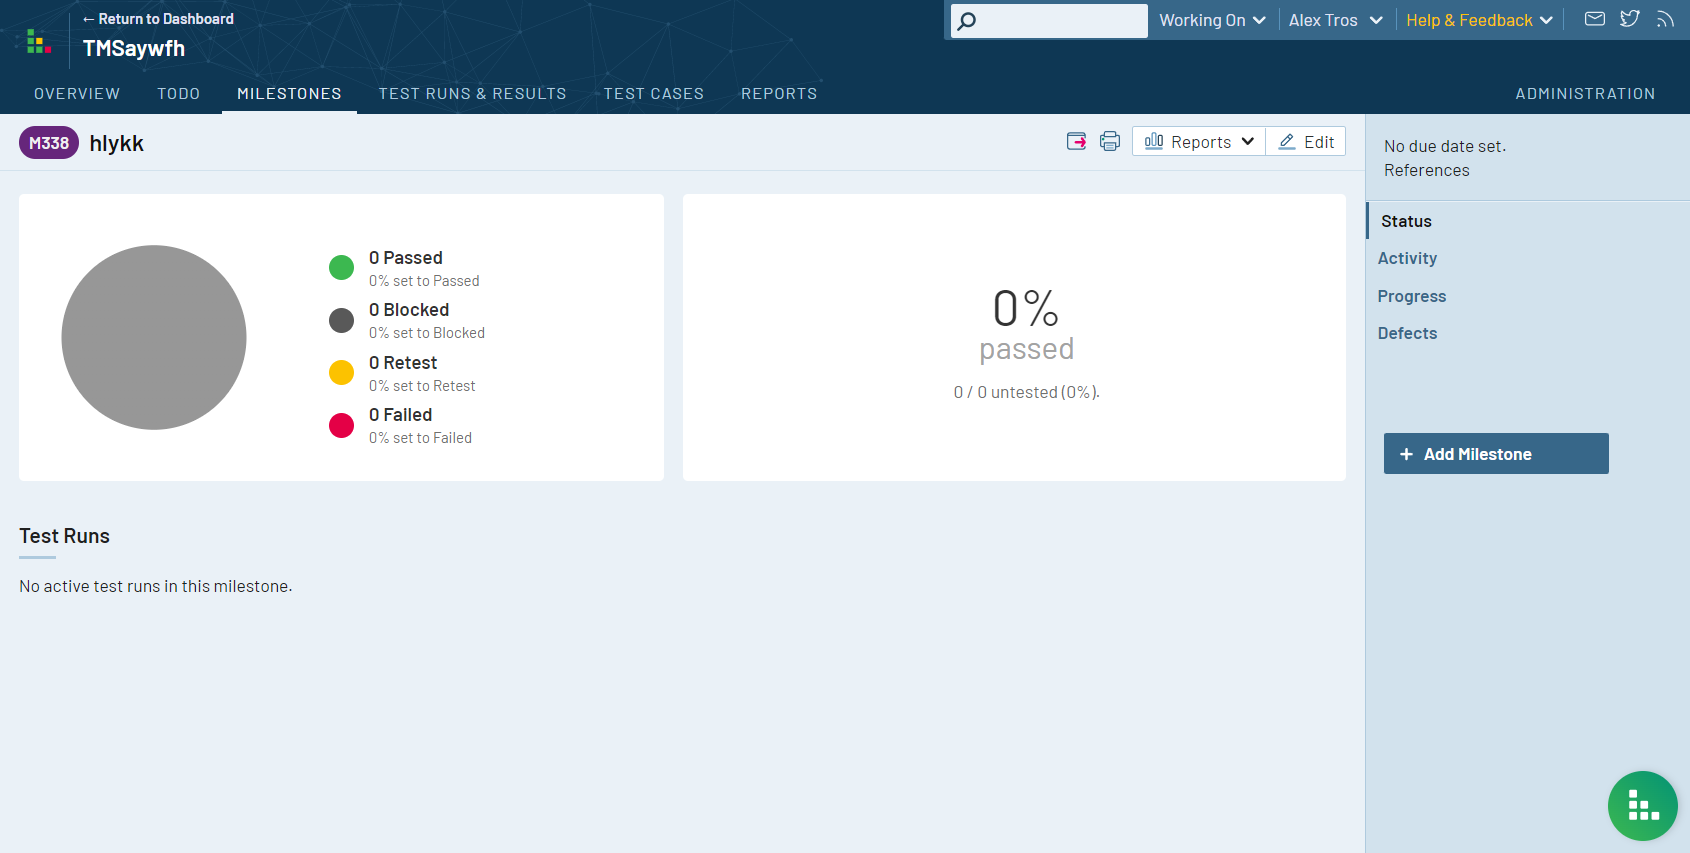 ← Return to Dashboard
TMSaywfh
Working On
Alex Tros
Help & Feedback
OVERVIEW
TODO
MILESTONES
TEST RUNS & RESULTS
TEST CASES
REPORTS
ADMINISTRATION
M338 hlykk
Reports
Edit
0 Passed
0% set to Passed
0 Blocked
0% set to Blocked
0 Retest
0% set to Retest
0 Failed
0% set to Failed
0%
passed
0 / 0 untested (0%).
Test Runs
No active test runs in this milestone.
No due date set.
References
Status
Activity
Progress
Defects
+ Add Milestone